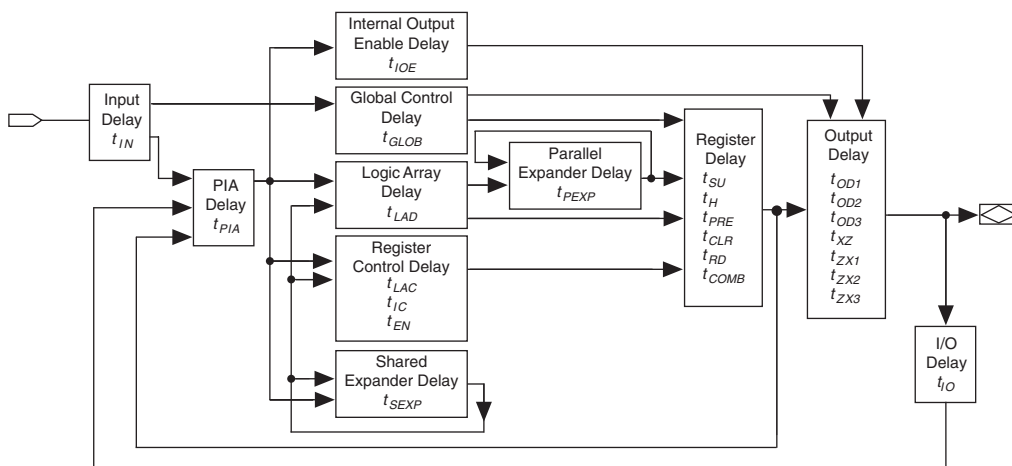 Internal Output
Enable Delay
tIOE
Input
Delay
tIN
Global Control
Delay
tGLOB
PIA
Delay
tPIA
Logic Array
Delay
tLAD
Parallel
Expander Delay
tPEXP
Register
Delay
tSU
tH
tPRE
tCLR
tRD
tCOMB
Output
Delay
tOD1
tOD2
tOD3
tXZ
tZX1
tZX2
tZX3
Register
Control Delay
tLAC
tIC
tEN
Shared
Expander Delay
tSEXP
I/O
Delay
tIO